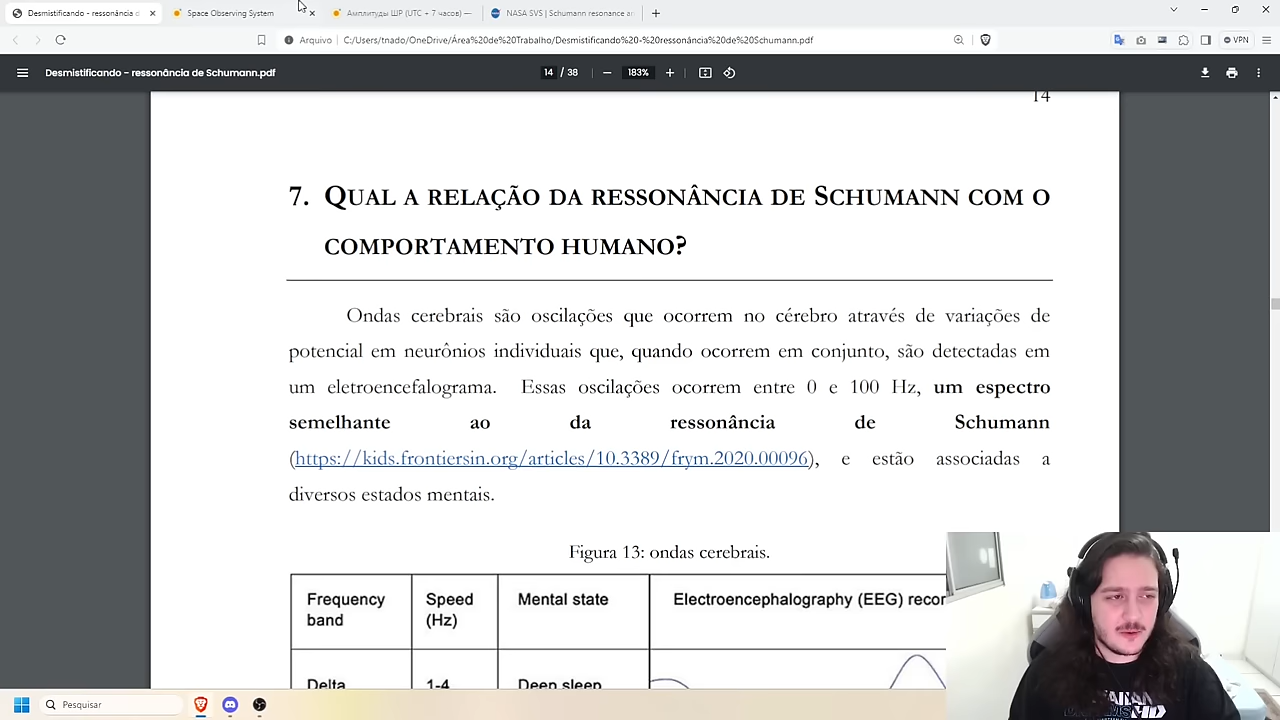 Desmistificando - ressonância d
Space Observing System
Амплитуды ШР (UTC + 7 часов) —
NASA SVS | Schumann resonance an
Arquivo
C:/Users/tnado/OneDrive/Área%20de%20Trabalho/Desmistificando%20-%20ressonância%20de%20Schumann.pdf
VPN
Desmistificando - ressonância de Schumann.pdf
14 / 38
183%
14
7. QUAL A RELAÇÃO DA RESSONÂNCIA DE SCHUMANN COM O
COMPORTAMENTO HUMANO?
Ondas cerebrais são oscilações que ocorrem no cérebro através de variações de
potencial em neurônios individuais que, quando ocorrem em conjunto, são detectadas em
um eletroencefalograma. Essas oscilações ocorrem entre 0 e 100 Hz, um espectro
semelhante ao da ressonância de Schumann
(https://kids.frontiersin.org/articles/10.3389/frym.2020.00096), e estão associadas a
diversos estados mentais.
Figura 13: ondas cerebrais.
Frequency band
Speed (Hz)
Mental state
Electroencephalography (EEG) recor
Delta
1-4
Deep sleep
Pesquisar